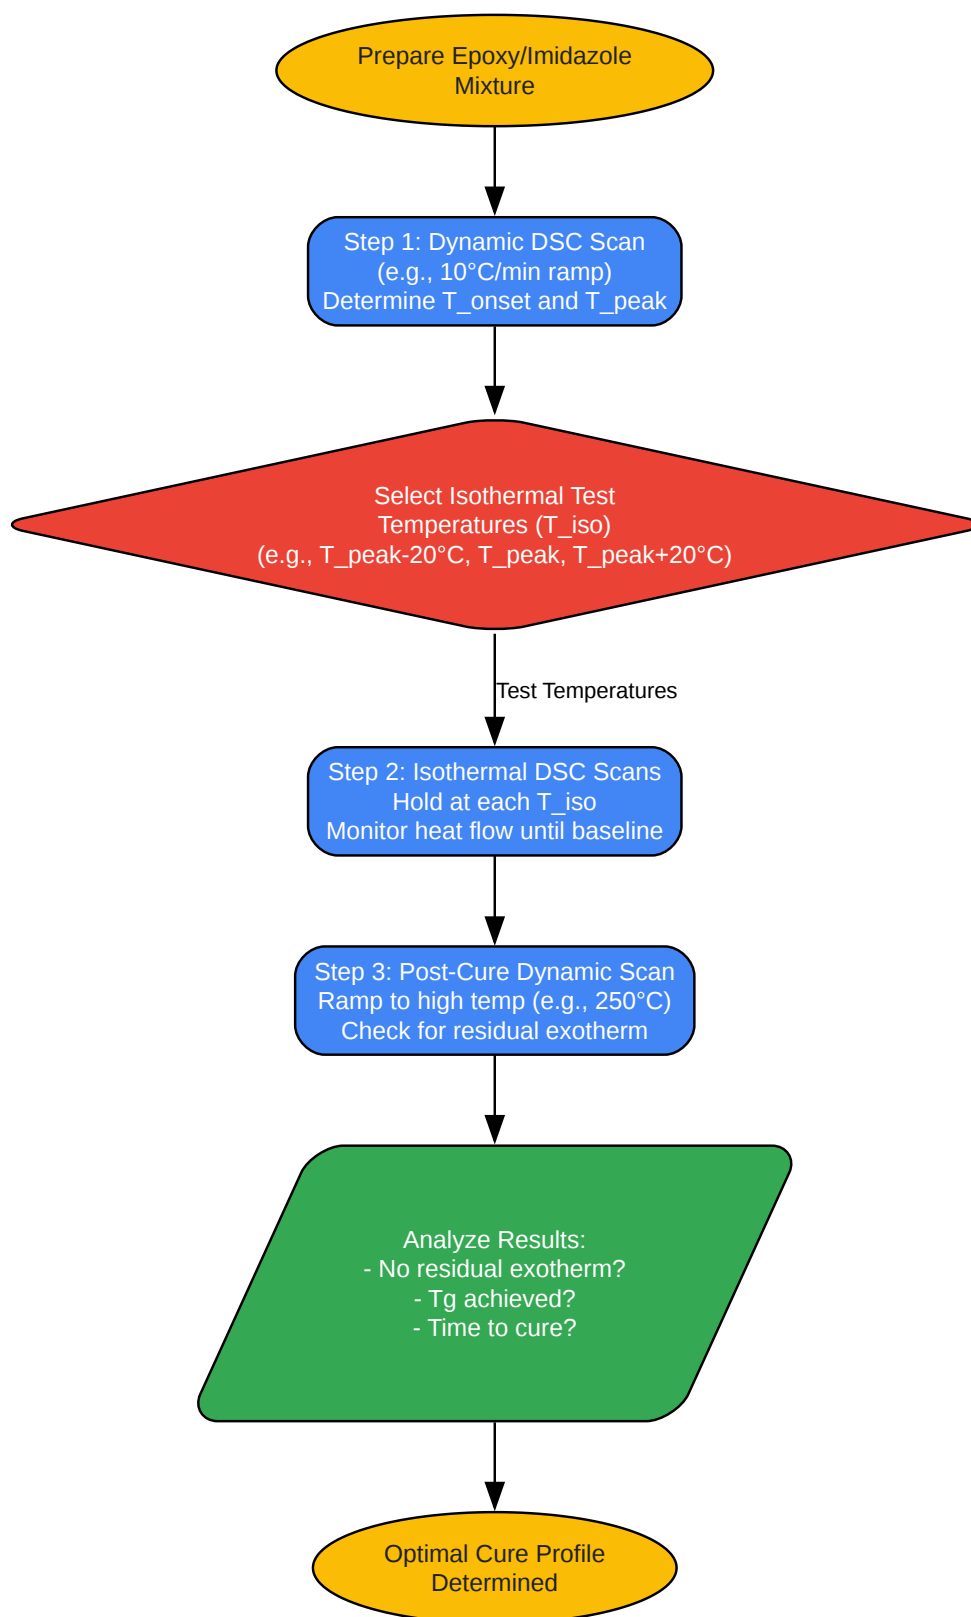 Prepare Epoxy/Imidazole
Mixture
Step 1: Dynamic DSC Scan
(e.g., 10°C/min ramp)
Determine T_onset and T_peak
Select Isothermal Test
Temperatures (T_iso)
(e.g., T_peak-20°C, T_peak, T_peak+20°C)
Test Temperatures
Step 2: Isothermal DSC Scans
Hold at each T_iso
Monitor heat flow until baseline
Step 3: Post-Cure Dynamic Scan
Ramp to high temp (e.g., 250°C)
Check for residual exotherm
Analyze Results:
- No residual exotherm?
- Tg achieved?
- Time to cure?
Optimal Cure Profile
Determined